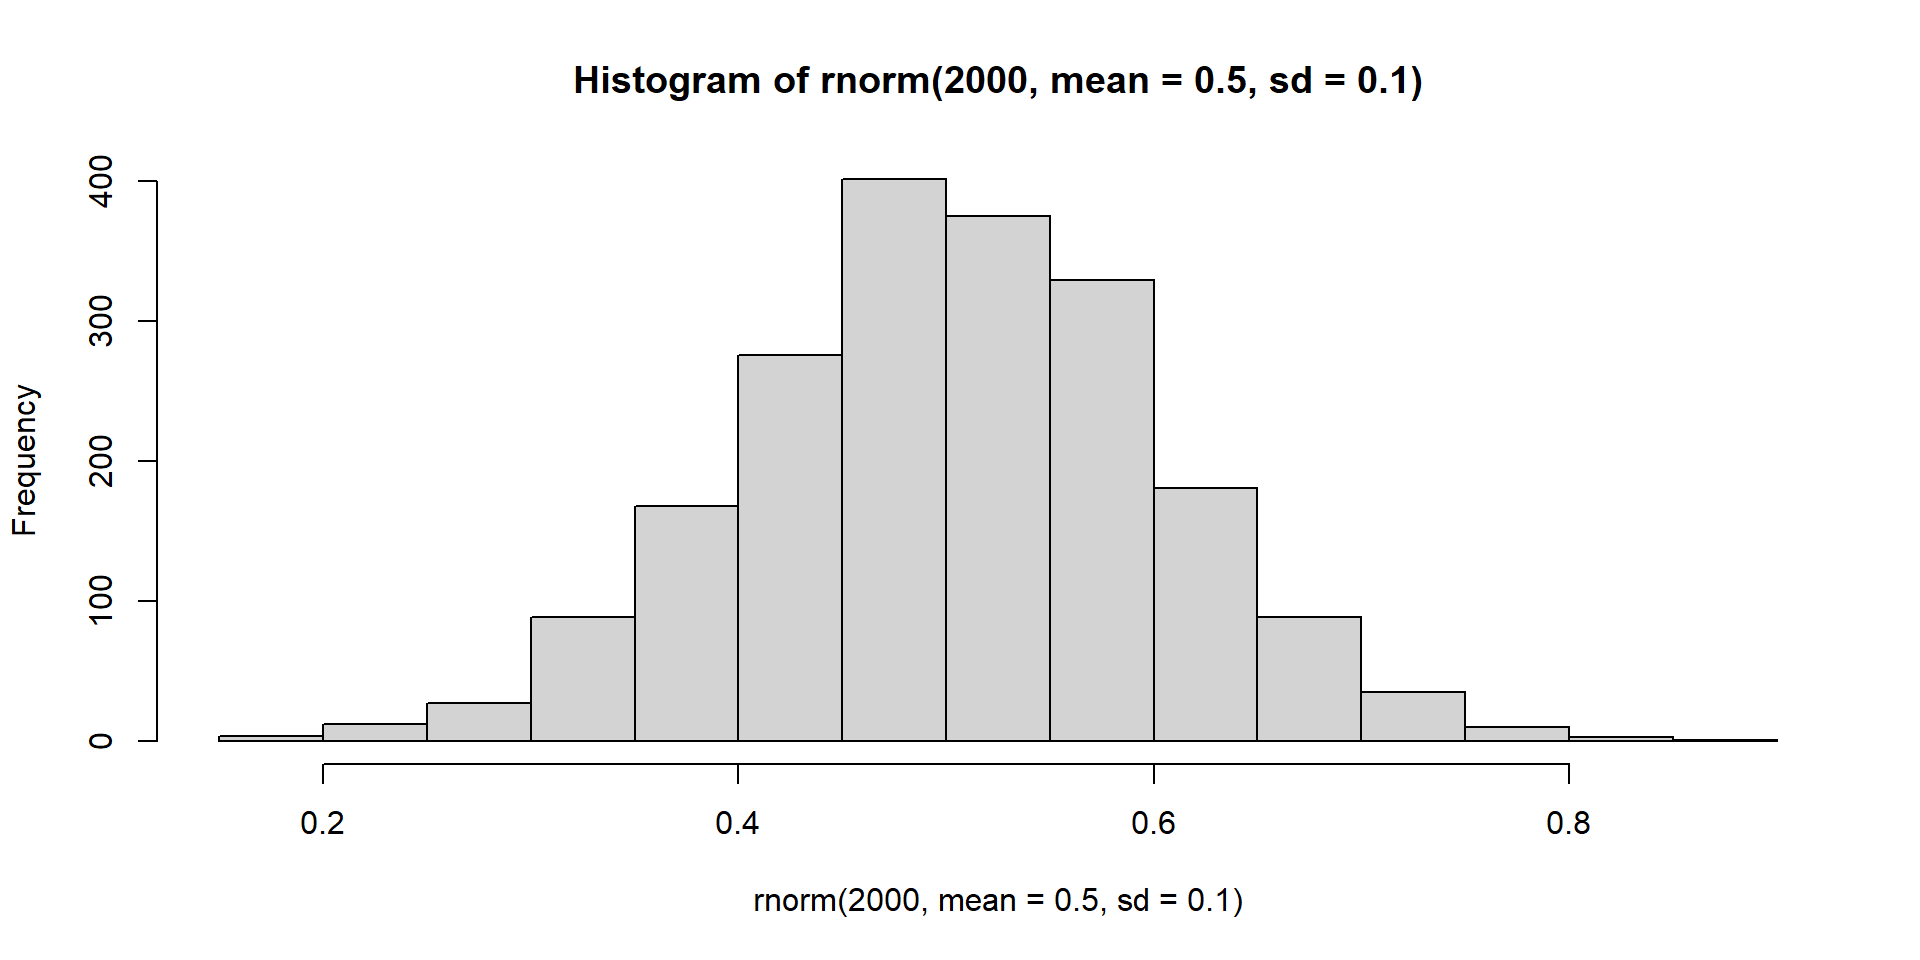 Histogram of rnorm(2000, mean = 0.5, sd = 0.1)
Frequency
400
300
200
100
0
0.2 0.4 0.6 0.8
rnorm(2000, mean = 0.5, sd = 0.1)